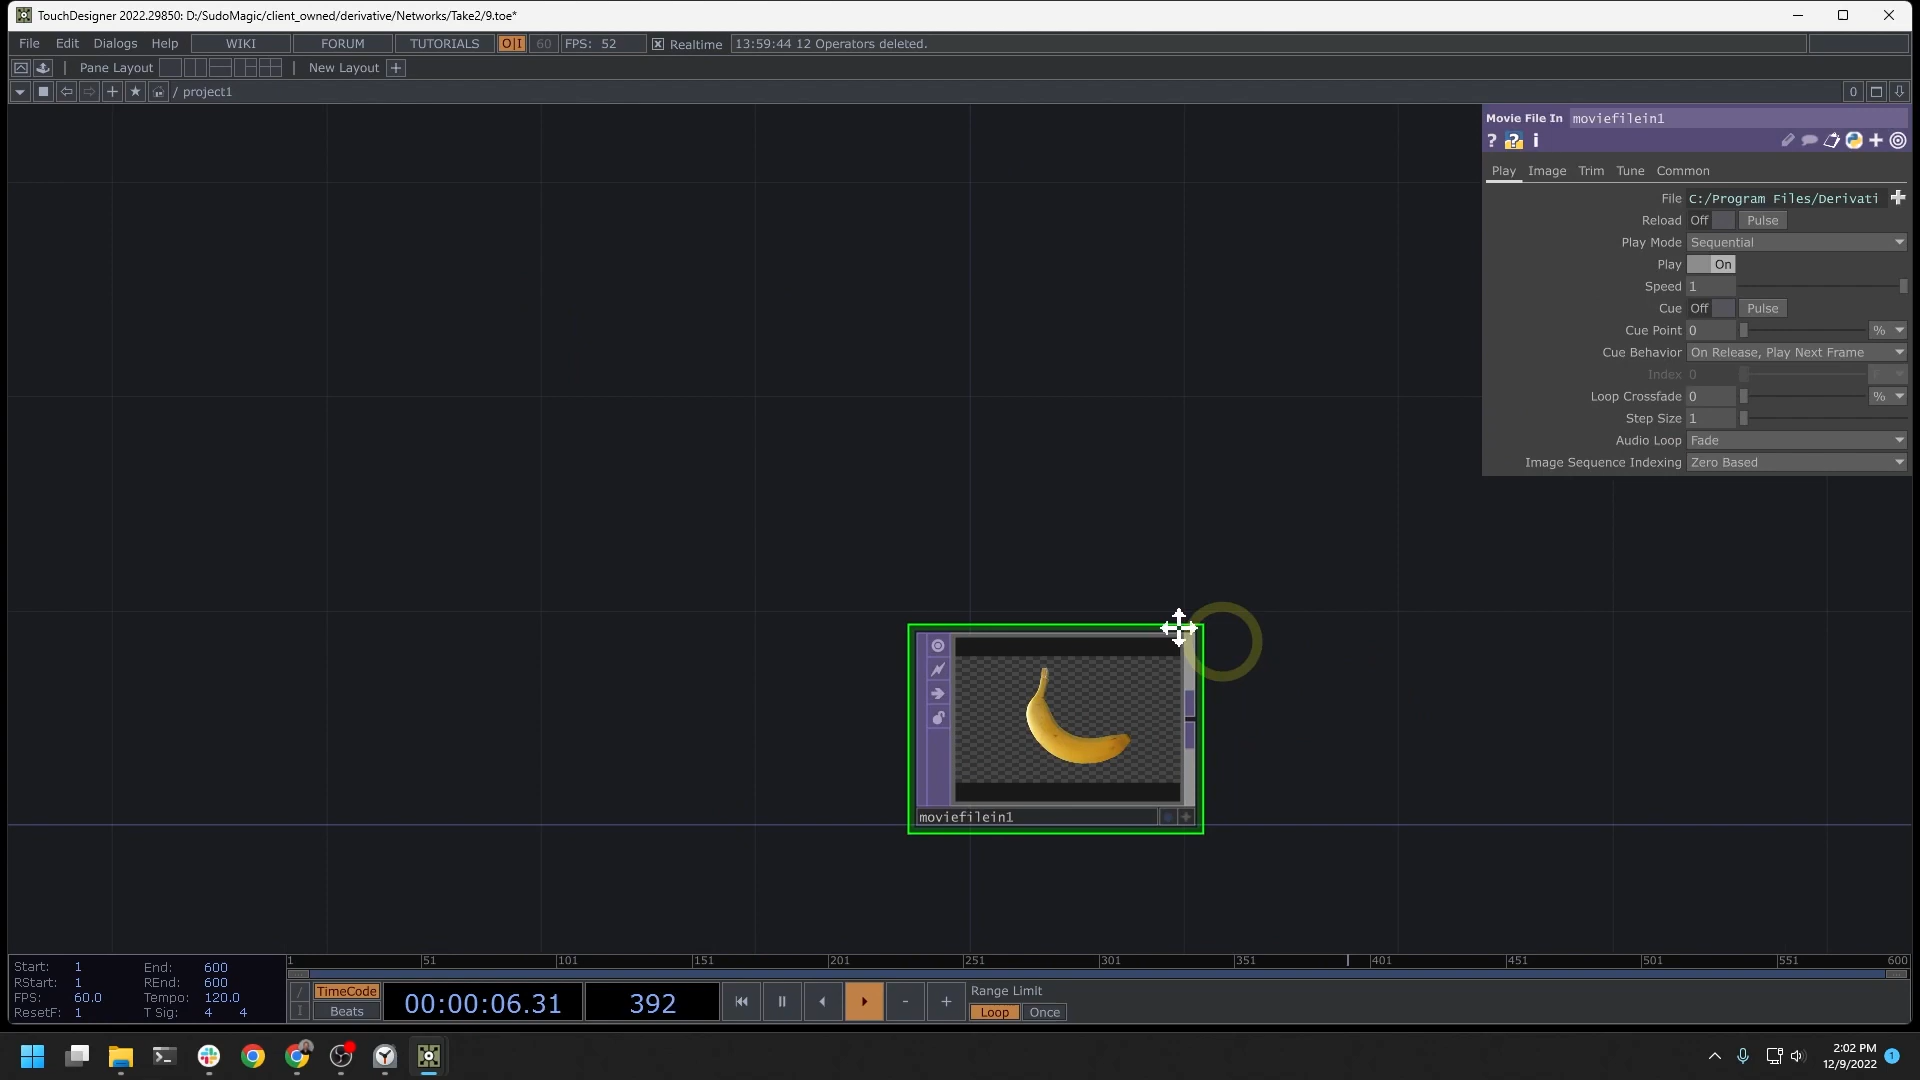 TouchDesigner 2022.29850: D:/SudoMagic/client_owned/derivative/Networks/Take2/9.toe*
File Edit Dialogs Help WIKI FORUM TUTORIALS O|I 60 FPS: 52 Realtime 13:59:44 12 Operators deleted.
Pane Layout New Layout +
/ project1 0
Movie File In moviefilein1
? ? i
Play Image Trim Tune Common
File C:/Program Files/Derivati
Reload Off Pulse
Play Mode Sequential
Play On
Speed 1
Cue Off Pulse
Cue Point 0 %
Cue Behavior On Release, Play Next Frame
Index 0
Loop Crossfade 0 %
Step Size 1
Audio Loop Fade
Image Sequence Indexing Zero Based
moviefilein1
1 51 101 151 201 251 301 351 401 451 501 551 600
Start: 1 End: 600
RStart: 1 REnd: 600
FPS: 60.0 Tempo: 120.0
ResetF: 1 T Sig: 4 4
TimeCode
Beats
00:00:06.31
392
- +
Range Limit
Loop Once
2:02 PM
12/9/2022
1